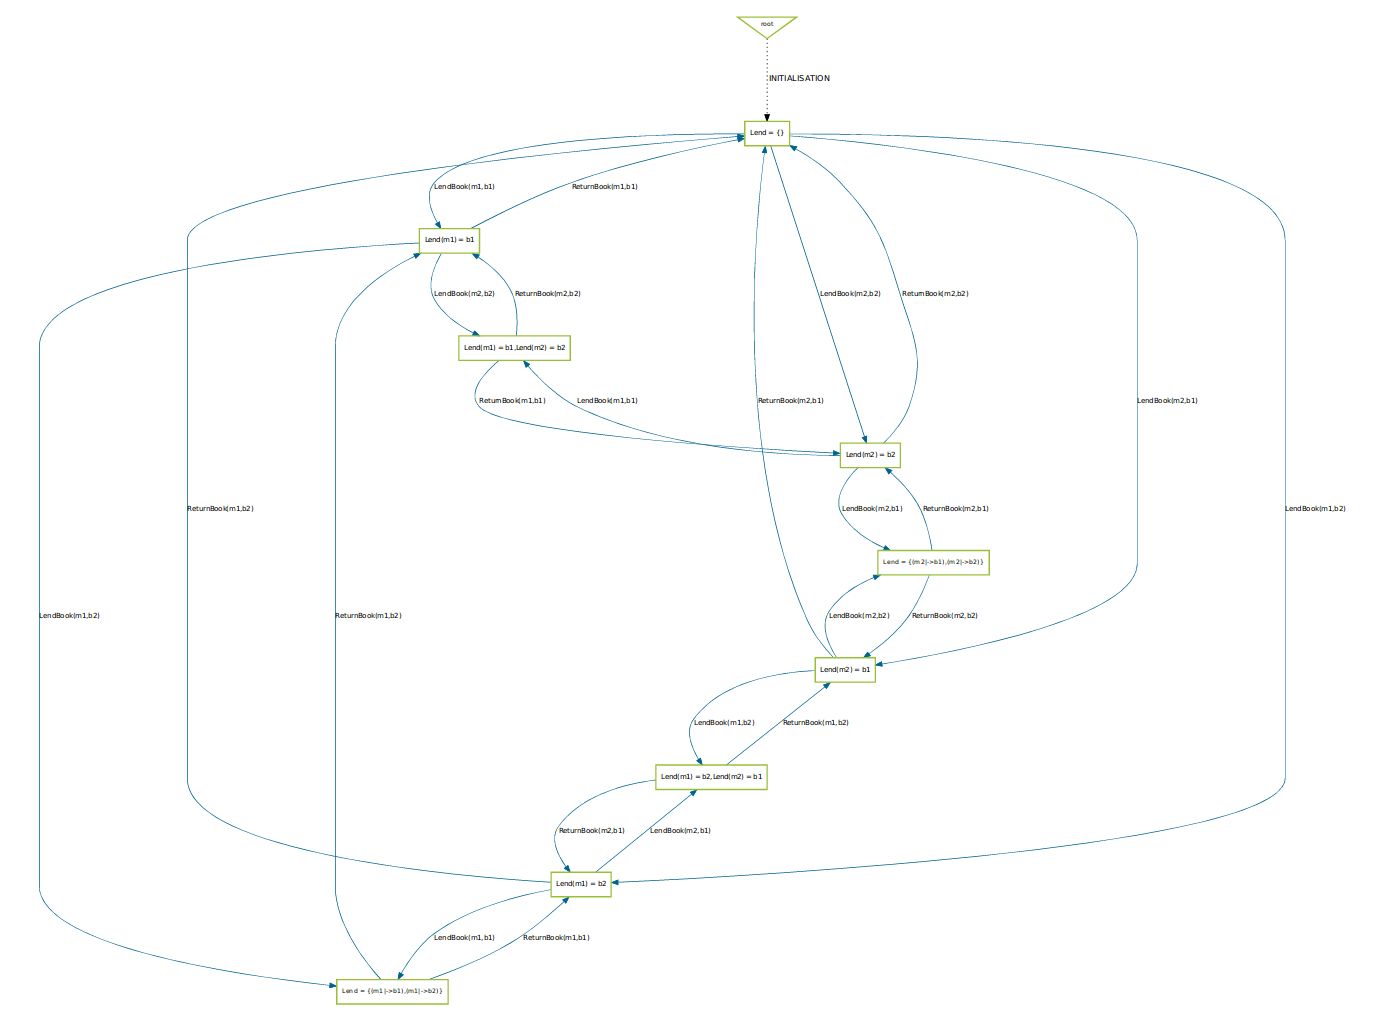 root
INITIALISATION
Lend = {}
LendBook(m1,b1)
ReturnBook(m1,b1)
Lend(m1) = b1
LendBook(m2,b2)
ReturnBook(m2,b2)
LendBook(m2,b2)
ReturnBook(m2,b2)
Lend(m1) = b1,Lend(m2) = b2
ReturnBook(m1,b1)
LendBook(m1,b1)
ReturnBook(m2,b1)
LendBook(m2,b1)
Lend(m2) = b2
ReturnBook(m1,b2)
LendBook(m2,b1)
ReturnBook(m2,b1)
LendBook(m1,b2)
Lend = {(m2|->b1),(m2|->b2)}
LendBook(m1,b2)
ReturnBook(m1,b2)
LendBook(m2,b2)
ReturnBook(m2,b2)
Lend(m2) = b1
LendBook(m1,b2)
ReturnBook(m1,b2)
Lend(m1) = b2,Lend(m2) = b1
ReturnBook(m2,b1)
LendBook(m2,b1)
Lend(m1) = b2
LendBook(m1,b1)
ReturnBook(m1,b1)
Lend = {(m1|->b1),(m1|->b2)}